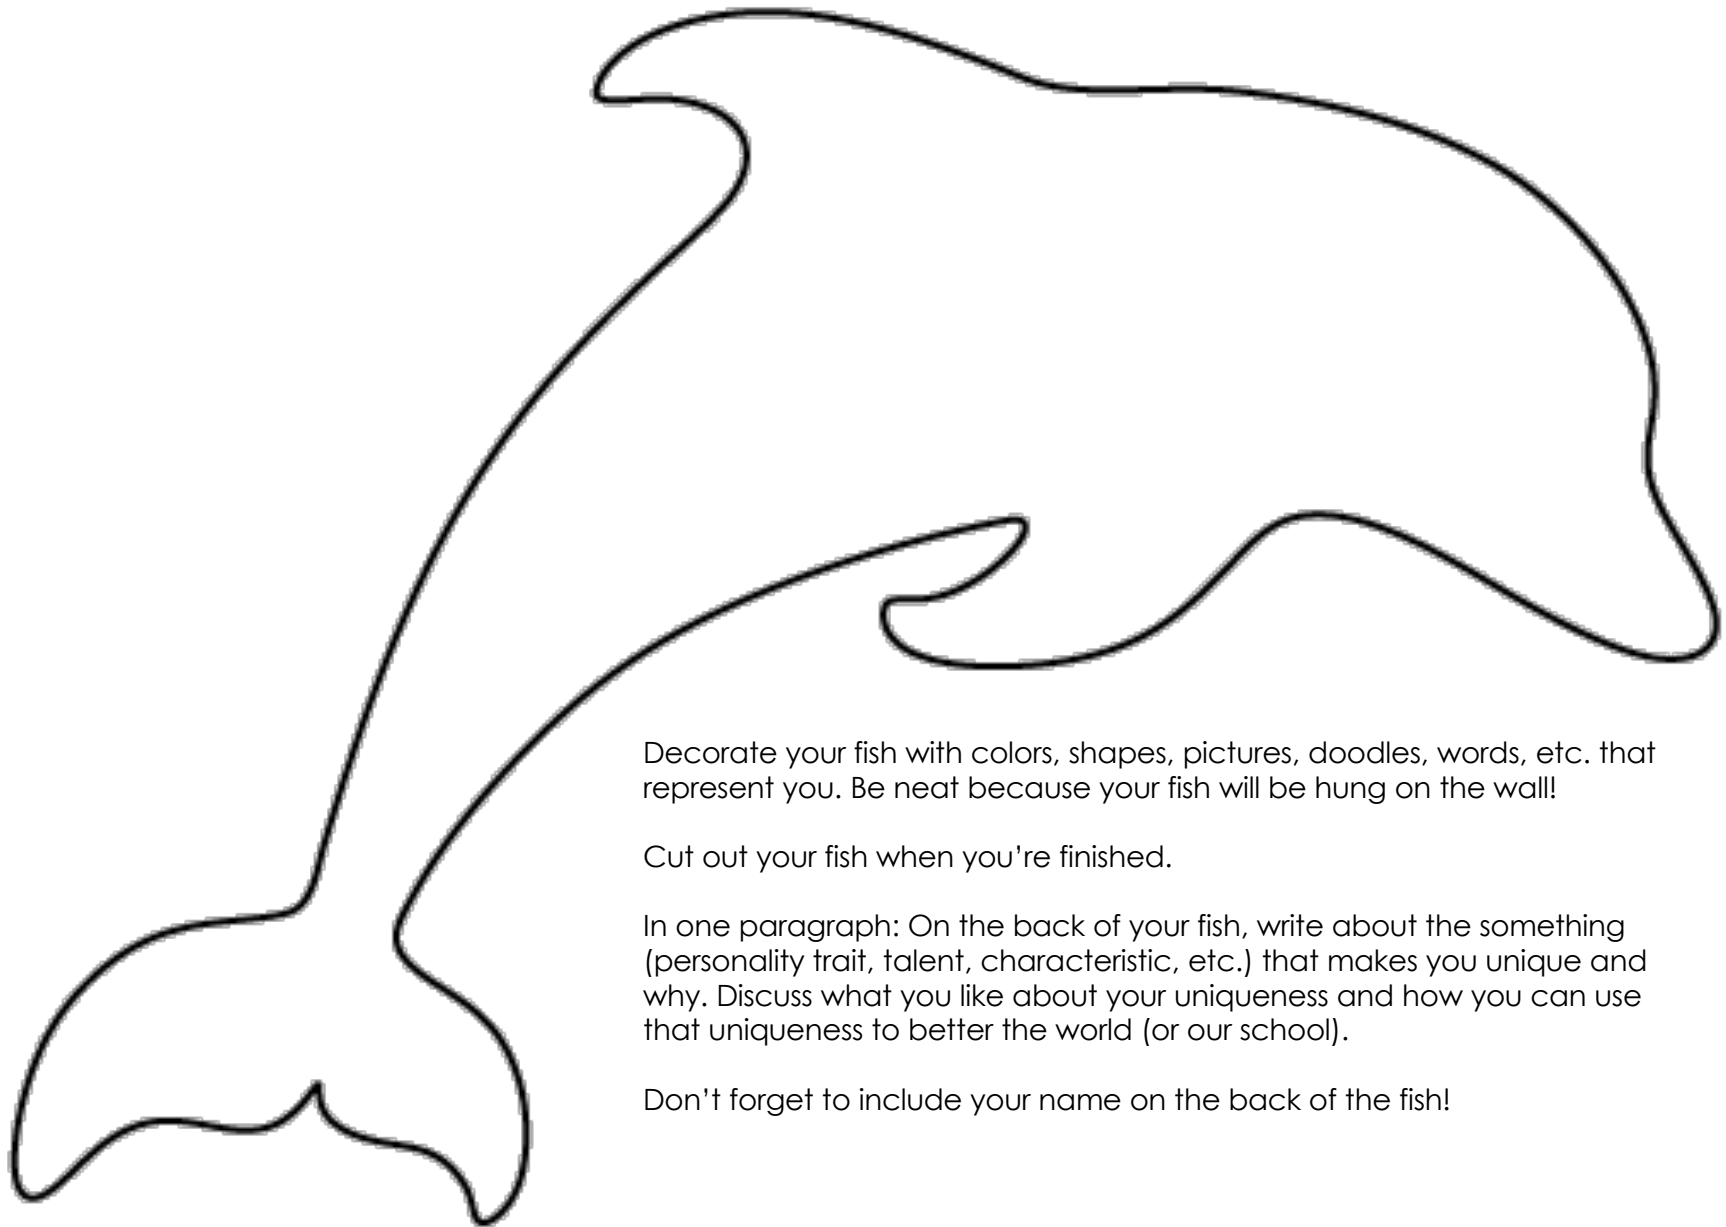 Decorate your fish with colors, shapes, pictures, doodles, words, etc. that
represent you. Be neat because your fish will be hung on the wall!
Cut out your fish when you're finished.
In one paragraph: On the back of your fish, write about the something
(personality trait, talent, characteristic, etc.) that makes you unique and
why. Discuss what you like about your uniqueness and how you can use
that uniqueness to better the world (or our school).
Don't forget to include your name on the back of the fish!